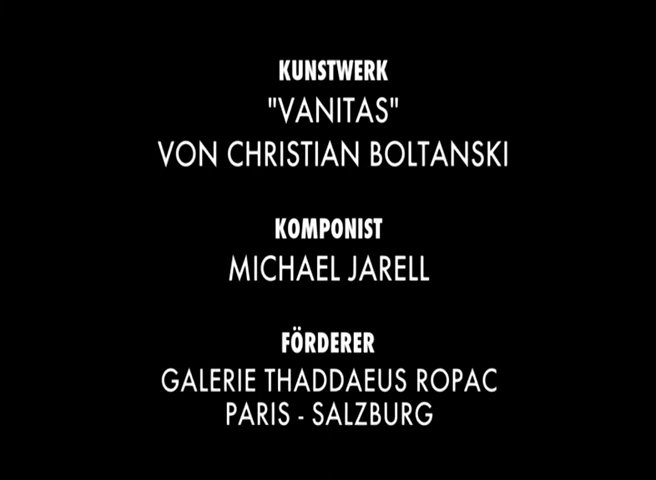 KUNSTWERK
"VANITAS"
VON CHRISTIAN BOLTANSKI
KOMPONIST
MICHAEL JARELL
FÖRDERER
GALERIE THADDAEUS ROPAC
PARIS - SALZBURG